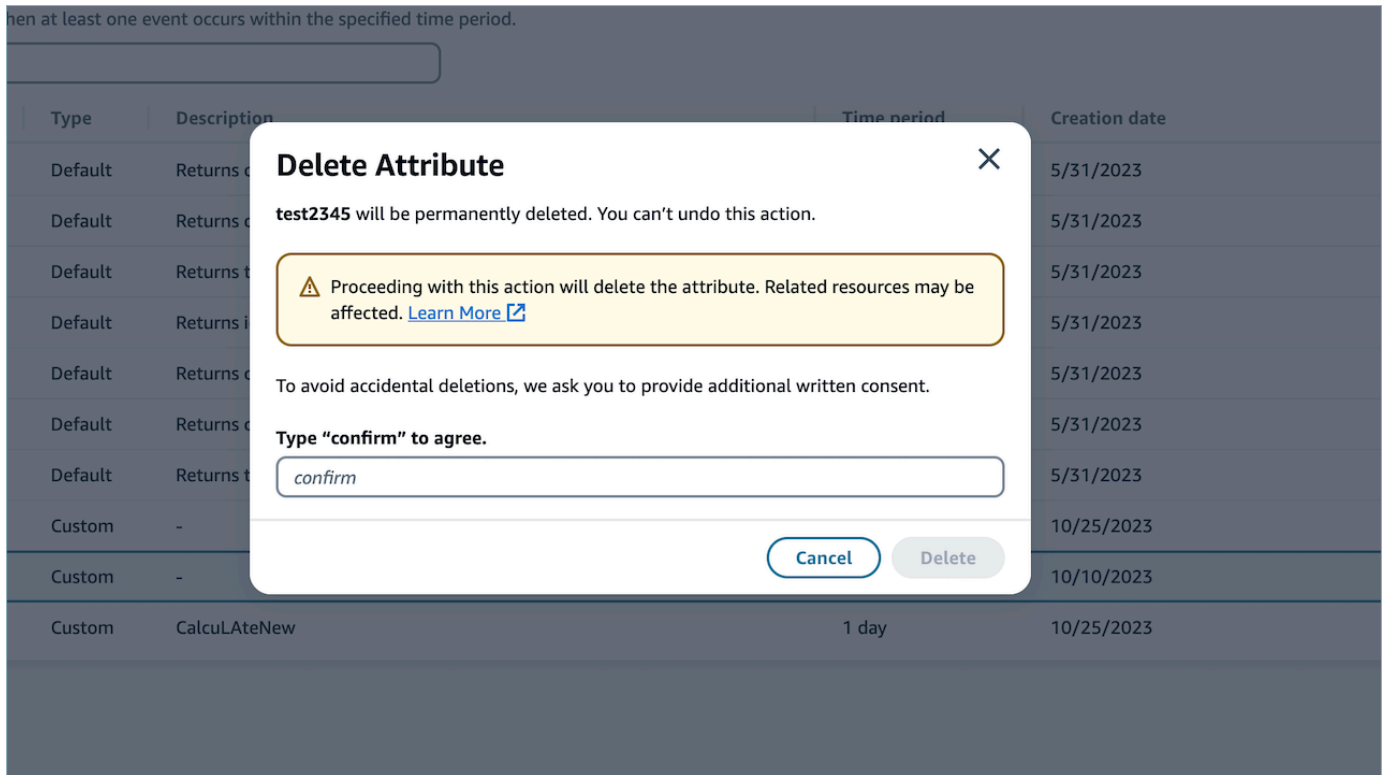 hen at least one event occurs within the specified time period.
Type Description Time period Creation date
Default Returns 5/31/2023
Default Returns 5/31/2023
Default Returns 5/31/2023
Default Returns 5/31/2023
Default Returns 5/31/2023
Default Returns 5/31/2023
Default Returns 5/31/2023
Custom - 10/25/2023
Custom - 10/10/2023
Custom CalcuLAteNew 1 day 10/25/2023
Delete Attribute
test2345 will be permanently deleted. You can’t undo this action.
Proceeding with this action will delete the attribute. Related resources may be
affected. Learn More
To avoid accidental deletions, we ask you to provide additional written consent.
Type “confirm” to agree.
confirm
Cancel Delete